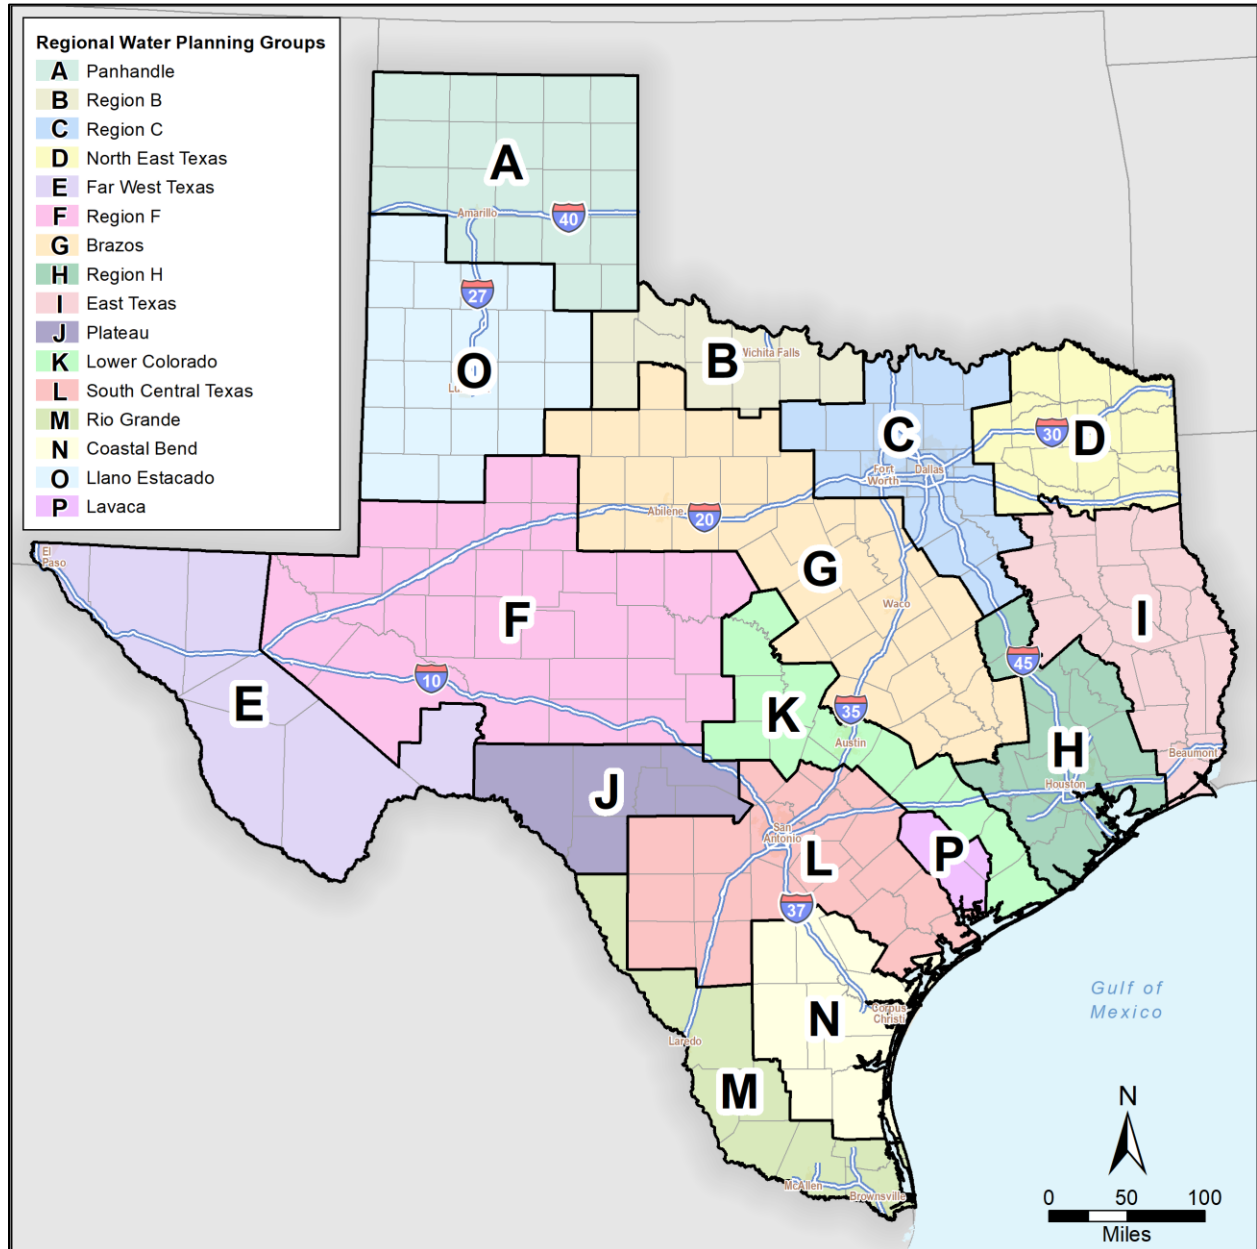 Regional Water Planning Groups
A Panhandle
B Region B
C Region C
D North East Texas
E Far West Texas
F Region F
G Brazos
H Region H
I East Texas
J Plateau
K Lower Colorado
L South Central Texas
M Rio Grande
N Coastal Bend
O Llano Estacado
P Lavaca
A
Amarillo
40
27
O
B
Wichita Falls
C
D
30
Fort
Worth
Dallas
Abilene
20
El
Paso
G
Waco
F
I
45
E
10
K
35
Austin
H
Houston
Beaumont
J
San
Antonio
L
P
37
N
Corpus
Christi
Laredo
M
McAllen
Brownsville
Gulf of
Mexico
N
0 50 100
Miles